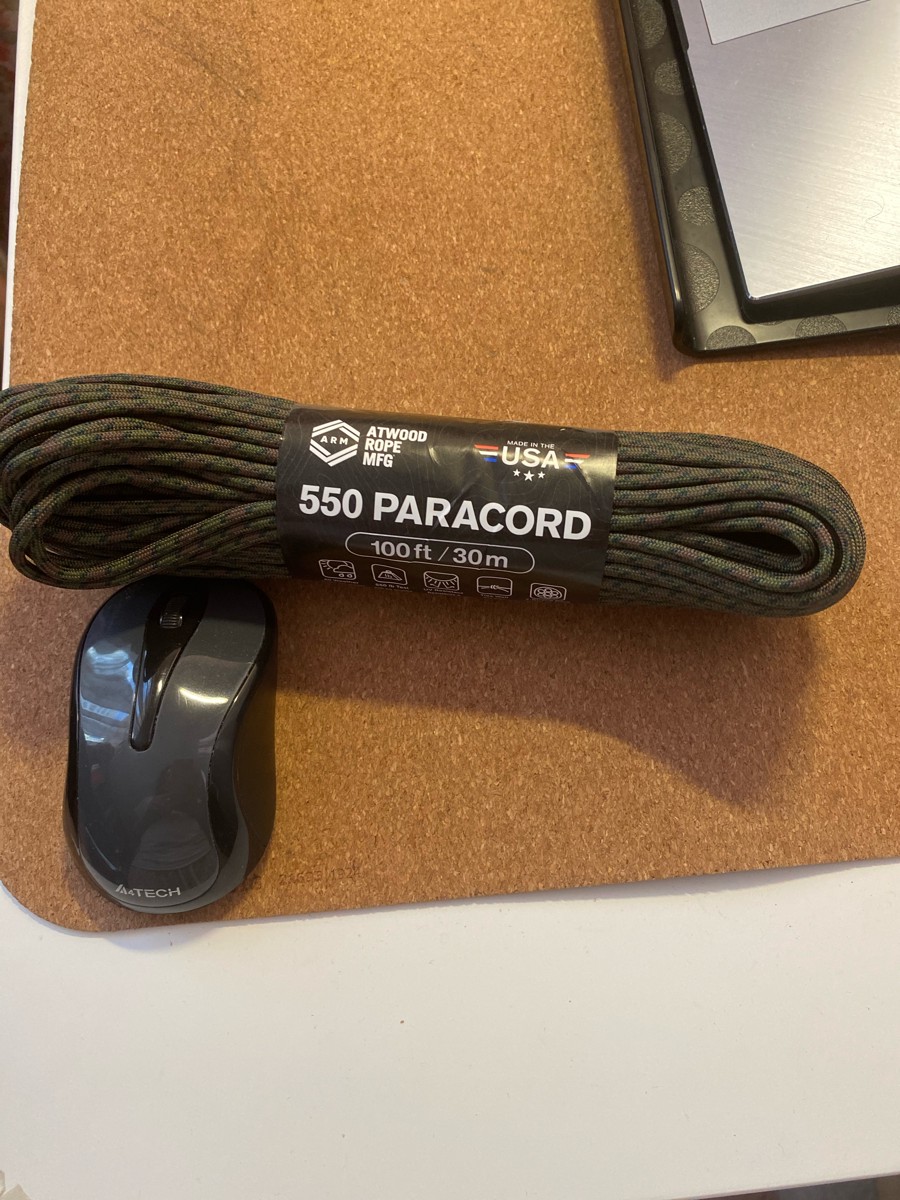 ARM
ATWOOD
ROPE
MFG
MADE IN THE
USA
550 PARACORD
100 ft / 30 m
A4TECH